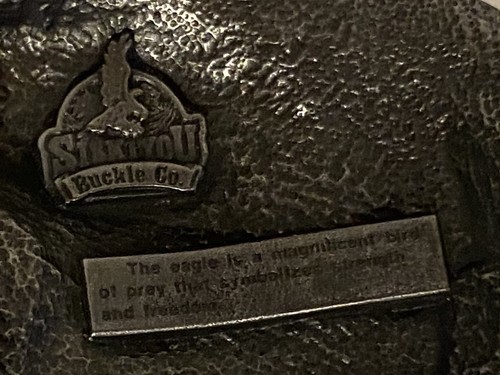 SISKIYOU
Buckle Co.
The eagle is a magnificent bird
of prey that symbolizes strength
and freedom.